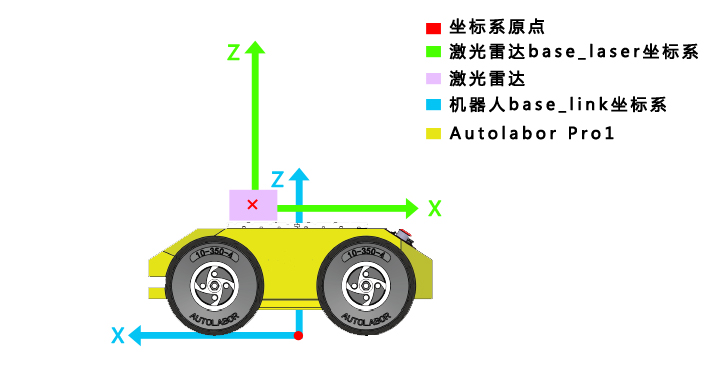 坐标系原点
激光雷达base_laser坐标系
激光雷达
机器人base_link坐标系
Autolabor Pro1
Z
Z
X
10-350-4
10-350-4
AUTOLABOR
AUTOLABOR
X